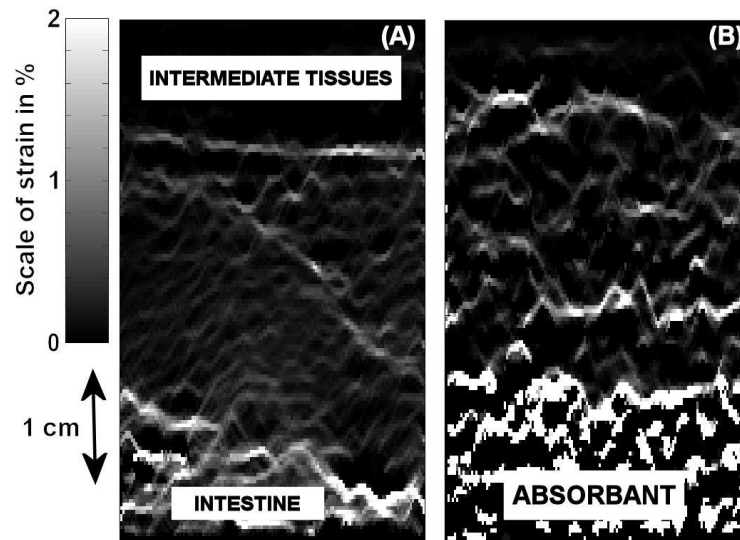 2
1
0
Scale of strain in %
1 cm
(A)
INTERMEDIATE TISSUES
INTESTINE
(B)
ABSORBANT